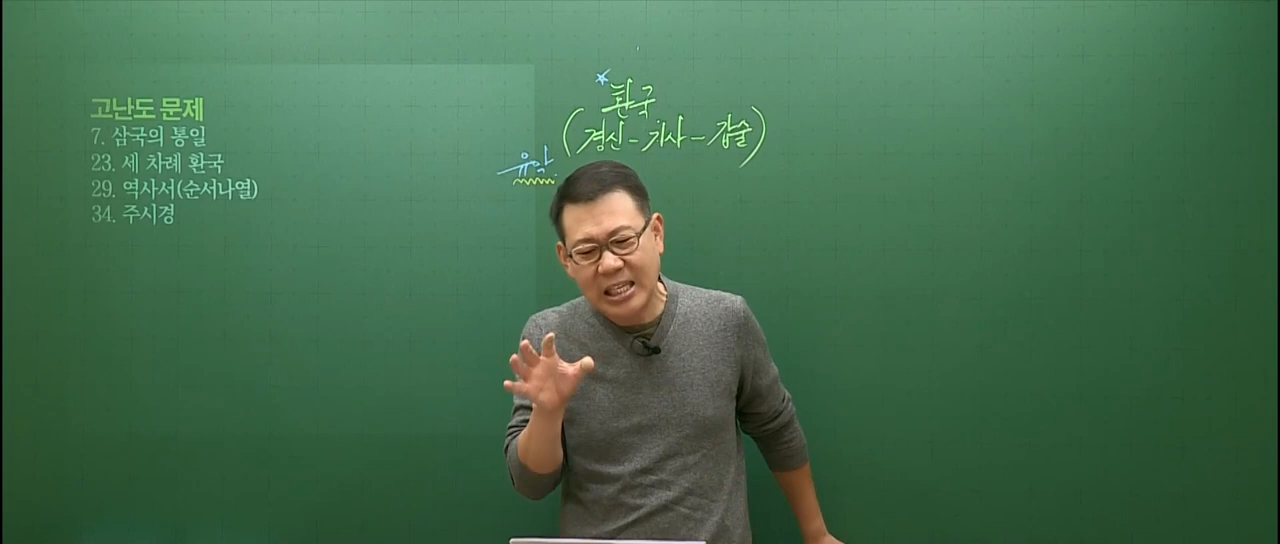 고난도 문제
7. 삼국의 통일
23. 세 차례 환국
29. 역사서(순서나열)
34. 주시경
환국
(경신 - 기사 - 갑술)
유악